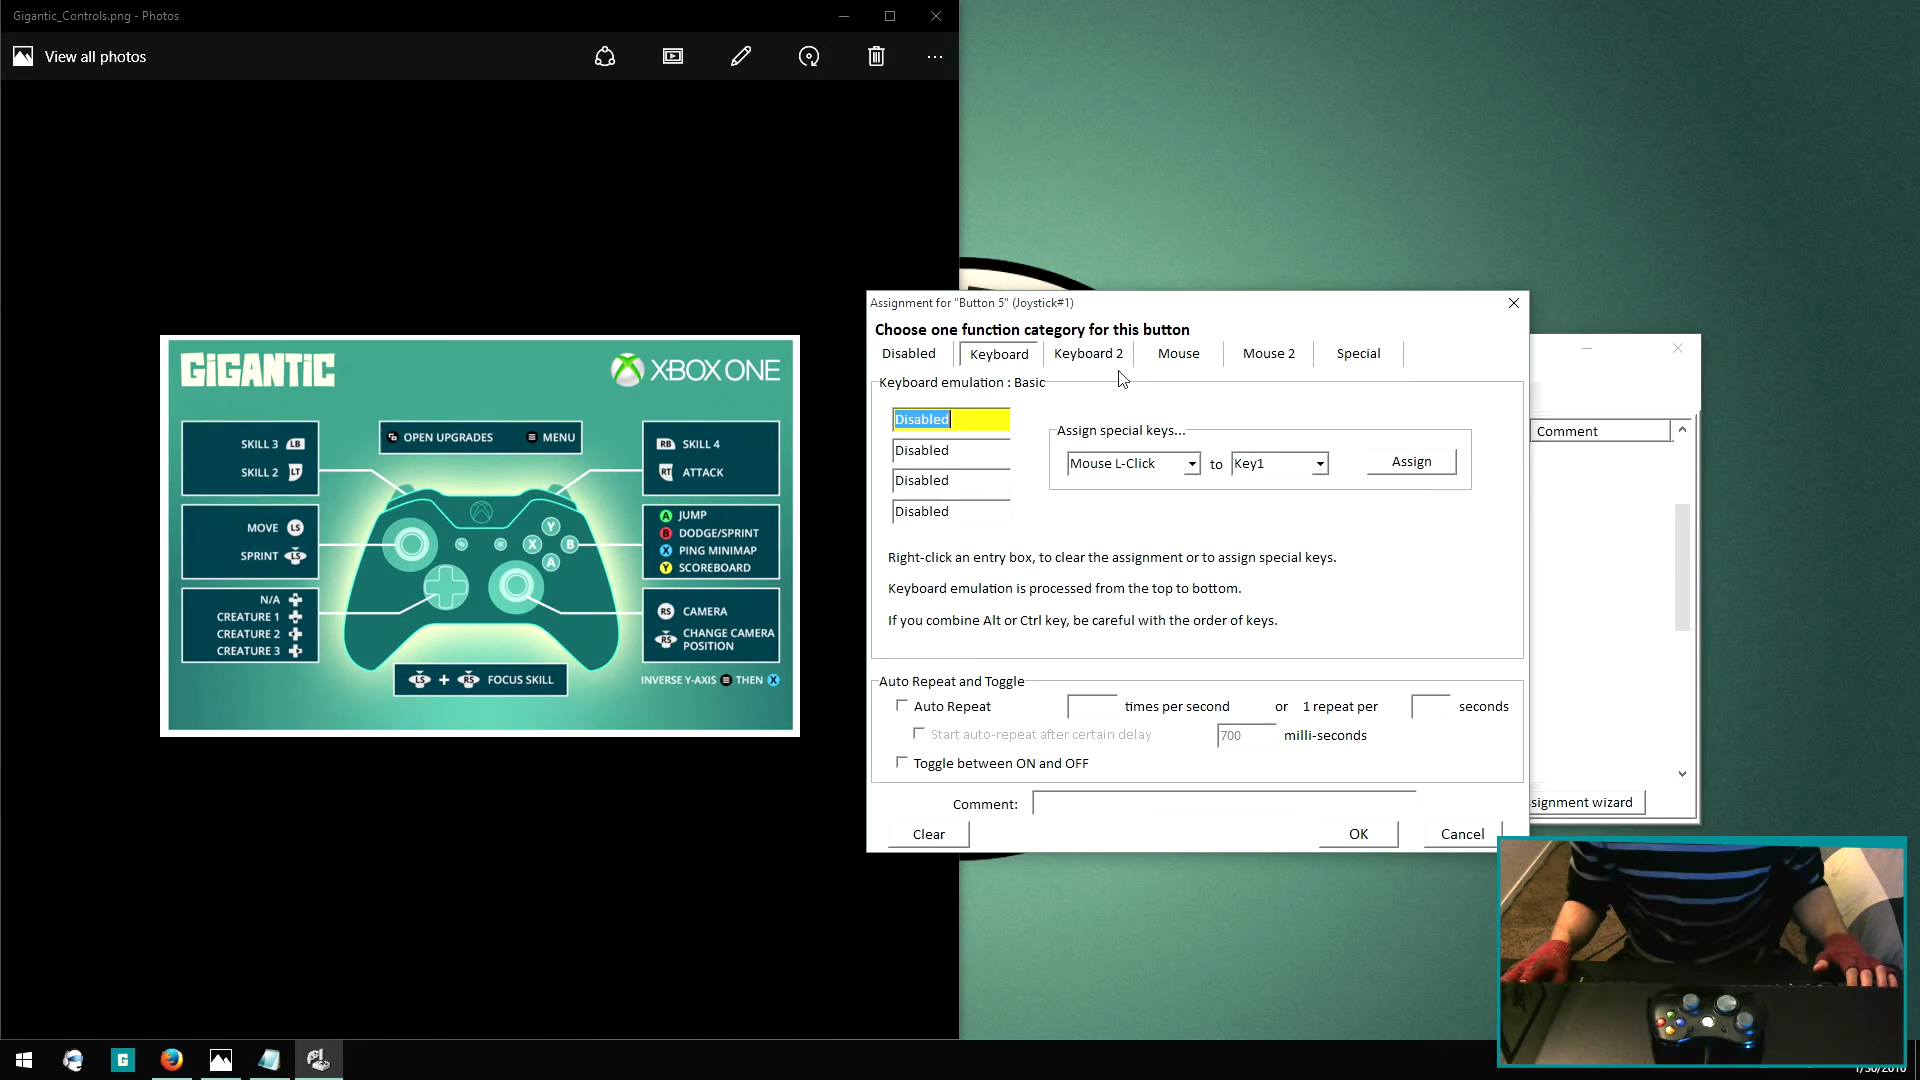 Gigantic_Controls.png - Photos
View all photos
GIGANTIC
XBOX ONE
SKILL 3 LB
SKILL 2 LT
OPEN UPGRADES
MENU
RB SKILL 4
RT ATTACK
MOVE LS
SPRINT LS
A JUMP
B DODGE/SPRINT
X PING MINIMAP
Y SCOREBOARD
Y
X B
A
N/A
CREATURE 1
CREATURE 2
CREATURE 3
RS CAMERA
RS CHANGE CAMERA
POSITION
LS + RS FOCUS SKILL
INVERSE Y-AXIS THEN X
Assignment for "Button 5" (Joystick#1)
Choose one function category for this button
Disabled Keyboard Keyboard 2 Mouse Mouse 2 Special
Keyboard emulation : Basic
Disabled
Disabled
Disabled
Disabled
Assign special keys...
Mouse L-Click to Key1 Assign
Right-click an entry box, to clear the assignment or to assign special keys.
Keyboard emulation is processed from the top to bottom.
If you combine Alt or Ctrl key, be careful with the order of keys.
Auto Repeat and Toggle
Auto Repeat times per second or 1 repeat per seconds
Start auto-repeat after certain delay 700 milli-seconds
Toggle between ON and OFF
Comment:
Clear OK Cancel
Comment
signment wizard
G